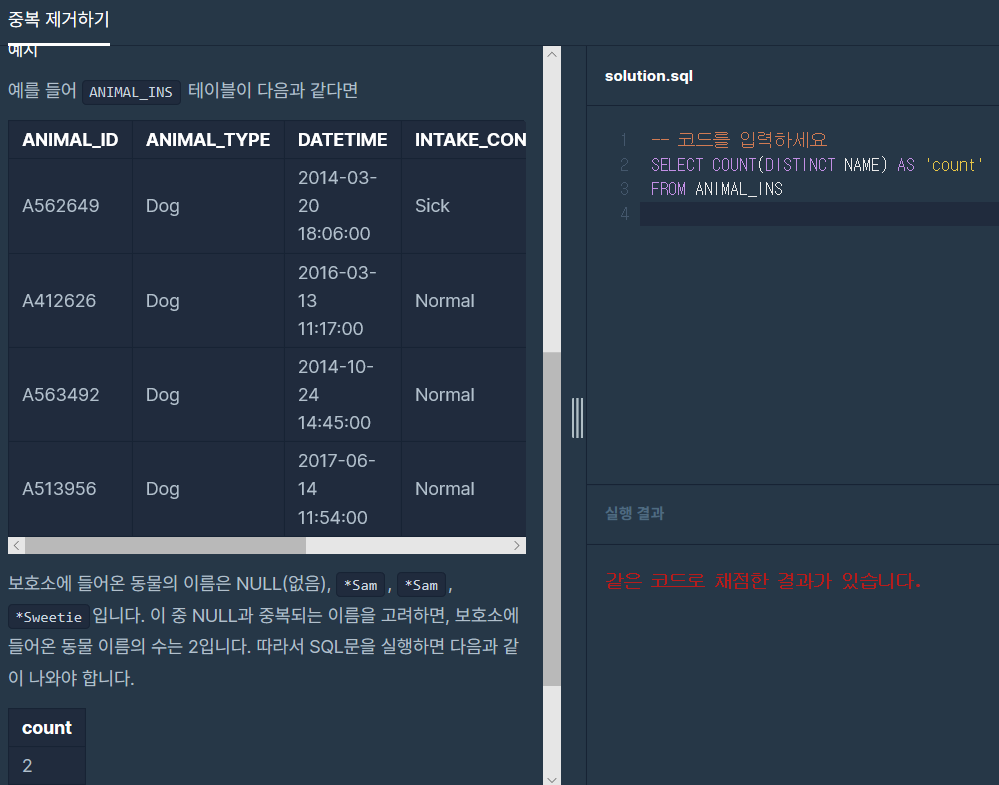 중복 제거하기
예시
예를 들어 ANIMAL_INS 테이블이 다음과 같다면
ANIMAL_ID ANIMAL_TYPE DATETIME INTAKE_CON
A562649 Dog 2014-03-
20
18:06:00 Sick
A412626 Dog 2016-03-
13
11:17:00 Normal
A563492 Dog 2014-10-
24
14:45:00 Normal
A513956 Dog 2017-06-
14
11:54:00 Normal
보호소에 들어온 동물의 이름은 NULL(없음), *Sam , *Sam ,
*Sweetie 입니다. 이 중 NULL과 중복되는 이름을 고려하면, 보호소에
들어온 동물 이름의 수는 2입니다. 따라서 SQL문을 실행하면 다음과 같
이 나와야 합니다.
count
2
solution.sql
1 -- 코드를 입력하세요
2 SELECT COUNT(DISTINCT NAME) AS 'count'
3 FROM ANIMAL_INS
4
실행 결과
같은 코드로 채점한 결과가 있습니다.